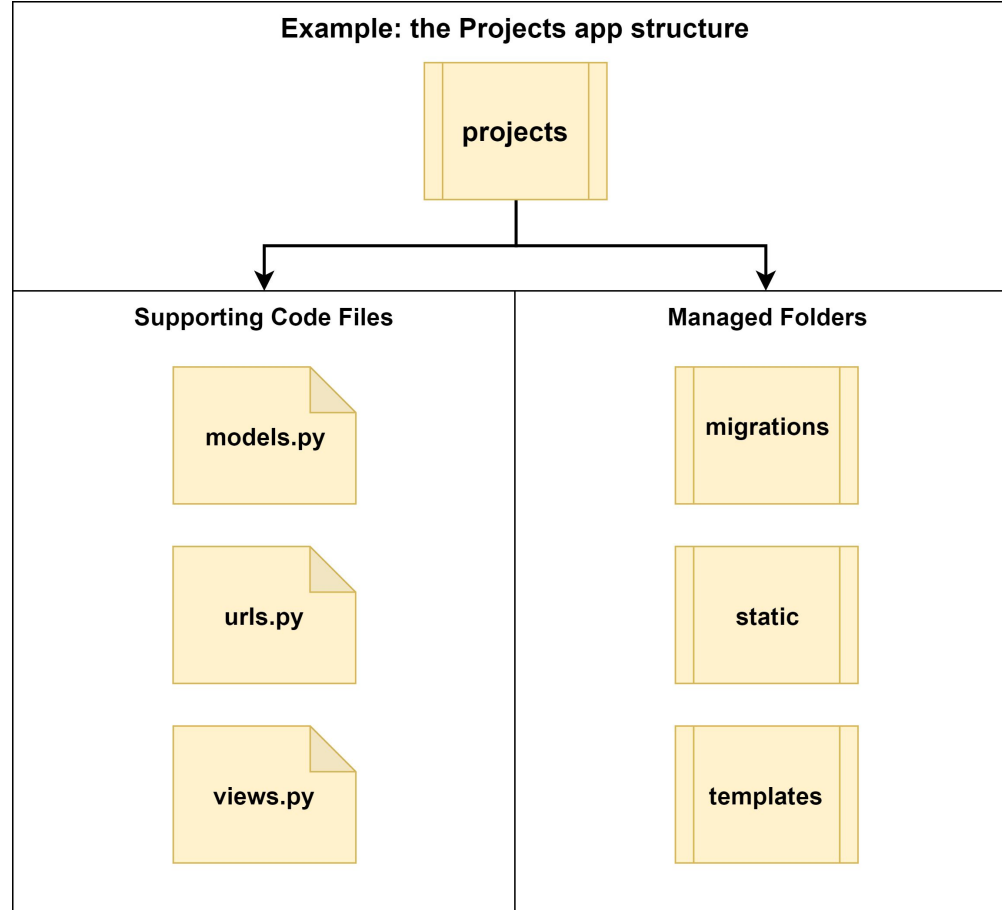 Example: the Projects app structure
projects
Supporting Code Files
models.py
urls.py
views.py
Managed Folders
migrations
static
templates